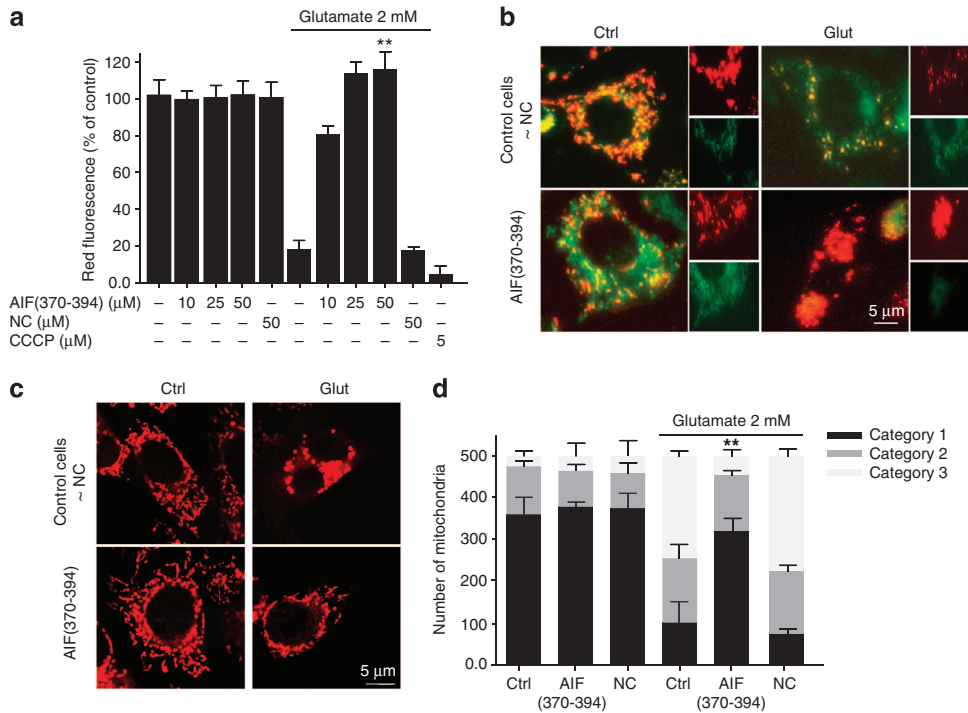 a
Glutamate 2 mM
**
Red fluorescence (% of control)
120
100
80
60
40
20
0.0
AIF(370-394) (μM) – 10 25 50 – – 10 25 50 – –
NC (μM) – – – – 50 – – – – 50 –
CCCP (μM) – – – – – – – – – – 5
b
Ctrl Glut
Control cells
~ NC
AIF(370-394)
5 μm
c
Ctrl Glut
Control cells
~ NC
AIF(370-394)
5 μm
d
Glutamate 2 mM
**
Category 1
Category 2
Category 3
Number of mitochondria
500
400
300
200
100
0.0
Ctrl AIF NC Ctrl AIF NC
(370-394) (370-394)